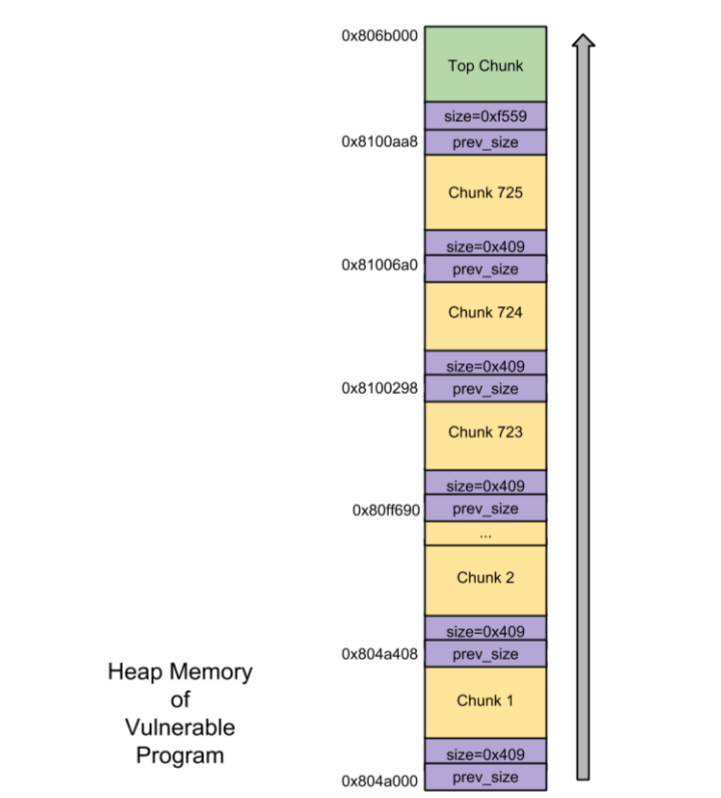 0x806b000
Top Chunk
size=0xf559
0x8100aa8
prev_size
Chunk 725
size=0x409
0x81006a0
prev_size
Chunk 724
size=0x409
0x8100298
prev_size
Chunk 723
size=0x409
0x80ff690
prev_size
...
Chunk 2
size=0x409
0x804a408
prev_size
Chunk 1
size=0x409
0x804a000
prev_size
Heap Memory
of
Vulnerable
Program